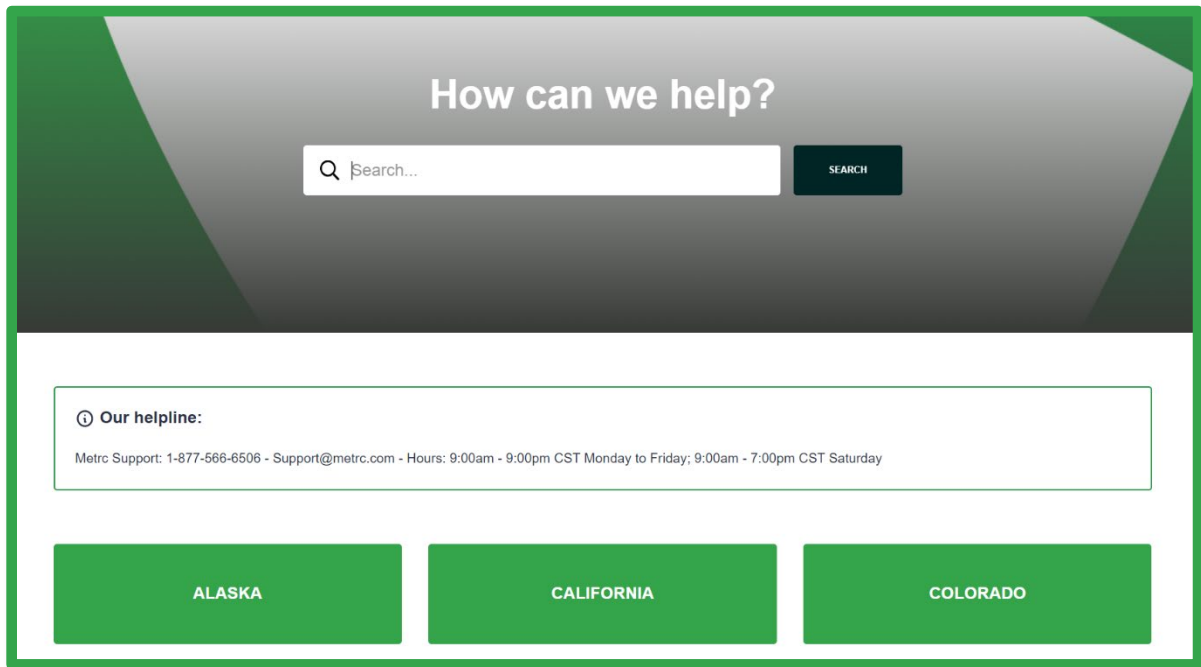 How can we help?
Search...
SEARCH
Our helpline:
Metrc Support: 1-877-566-6506 - Support@metrc.com - Hours: 9:00am - 9:00pm CST Monday to Friday; 9:00am - 7:00pm CST Saturday
ALASKA
CALIFORNIA
COLORADO